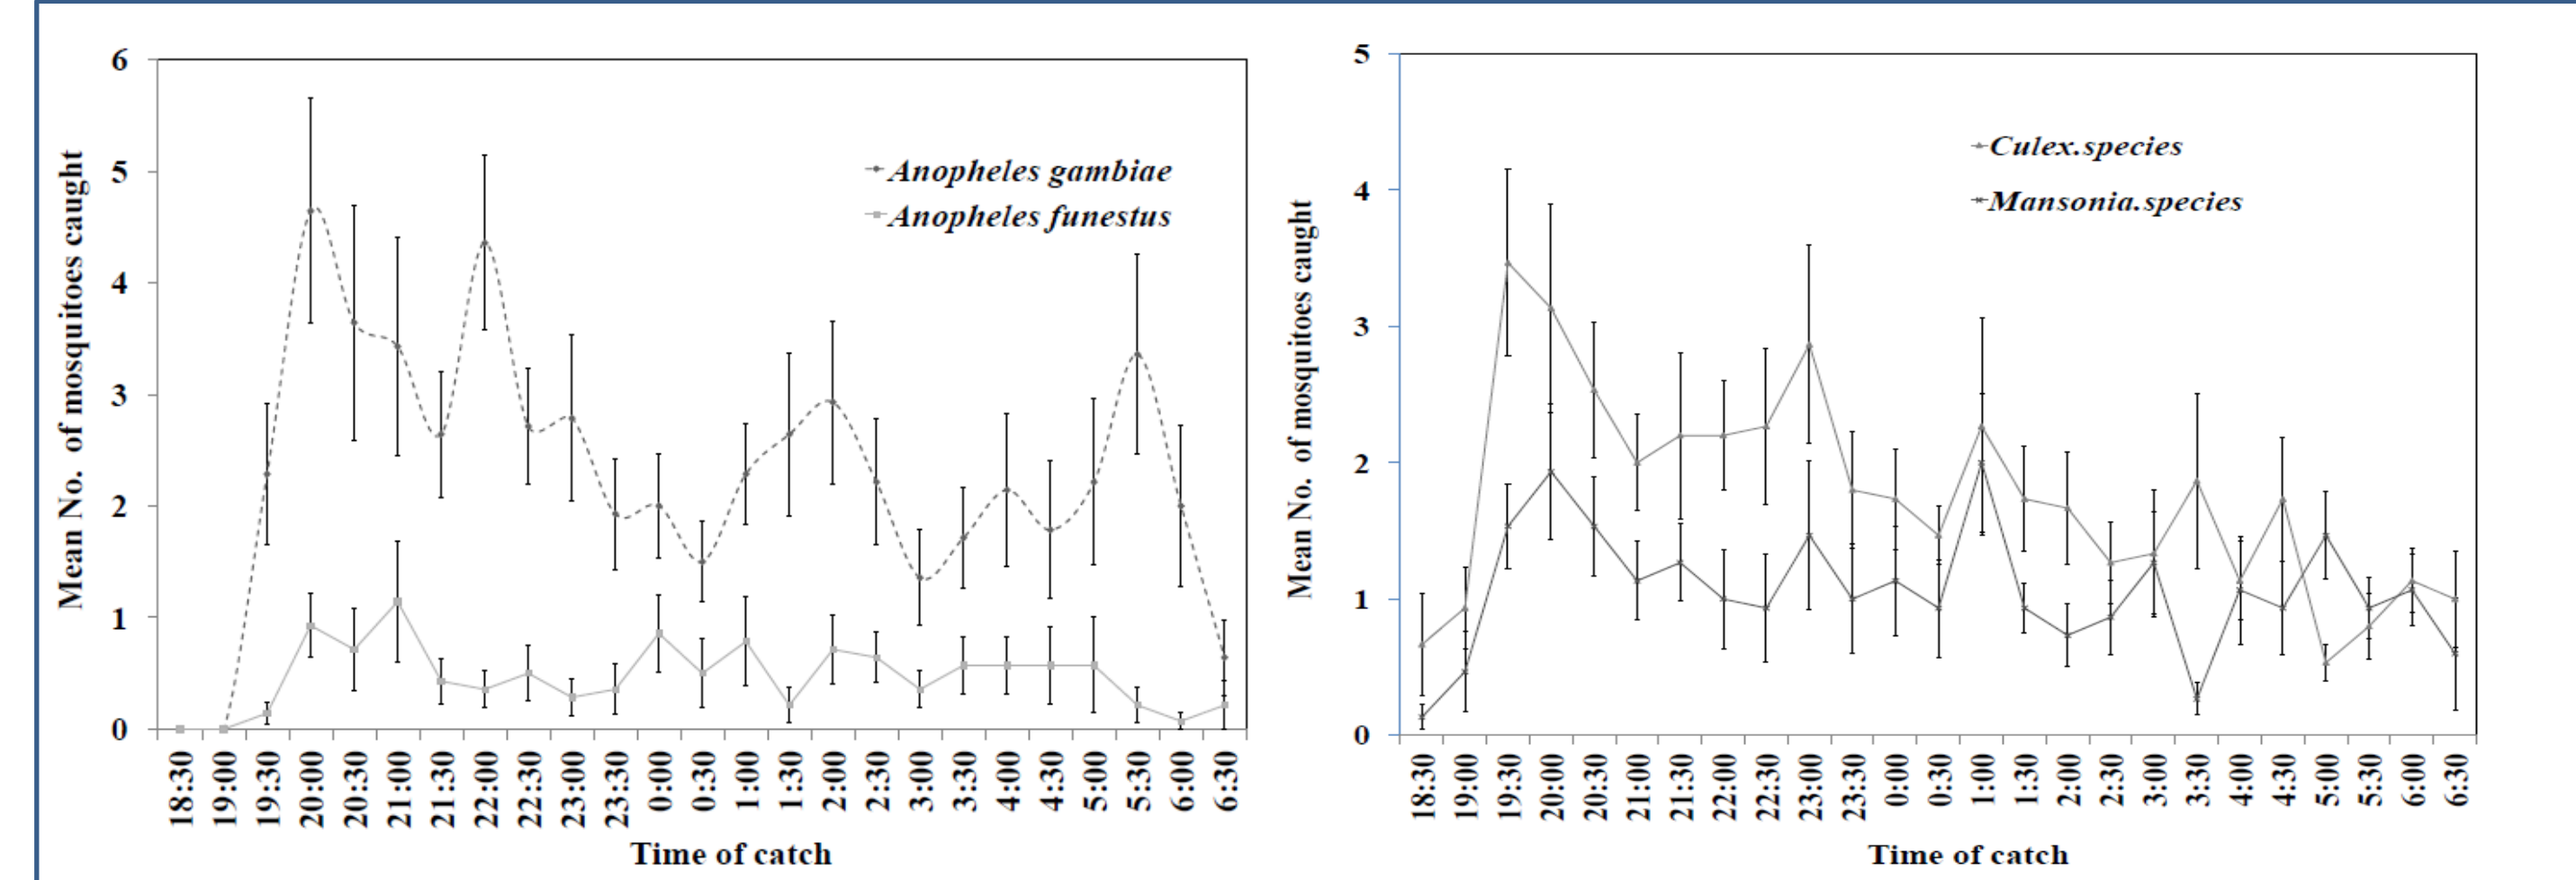 Mean No. of mosquitoes caught
6
5
4
3
2
1
0
Anopheles gambiae
Anopheles funestus
18:30 19:00 19:30 20:00 20:30 21:00 21:30 22:00 22:30 23:00 23:30 0:00 0:30 1:00 1:30 2:00 2:30 3:00 3:30 4:00 4:30 5:00 5:30 6:00 6:30
Time of catch
Mean No. of mosquitoes caught
5
4
3
2
1
0
Culex.species
Mansonia.species
18:30 19:00 19:30 20:00 20:30 21:00 21:30 22:00 22:30 23:00 23:30 0:00 0:30 1:00 1:30 2:00 2:30 3:00 3:30 4:00 4:30 5:00 5:30 6:00 6:30
Time of catch